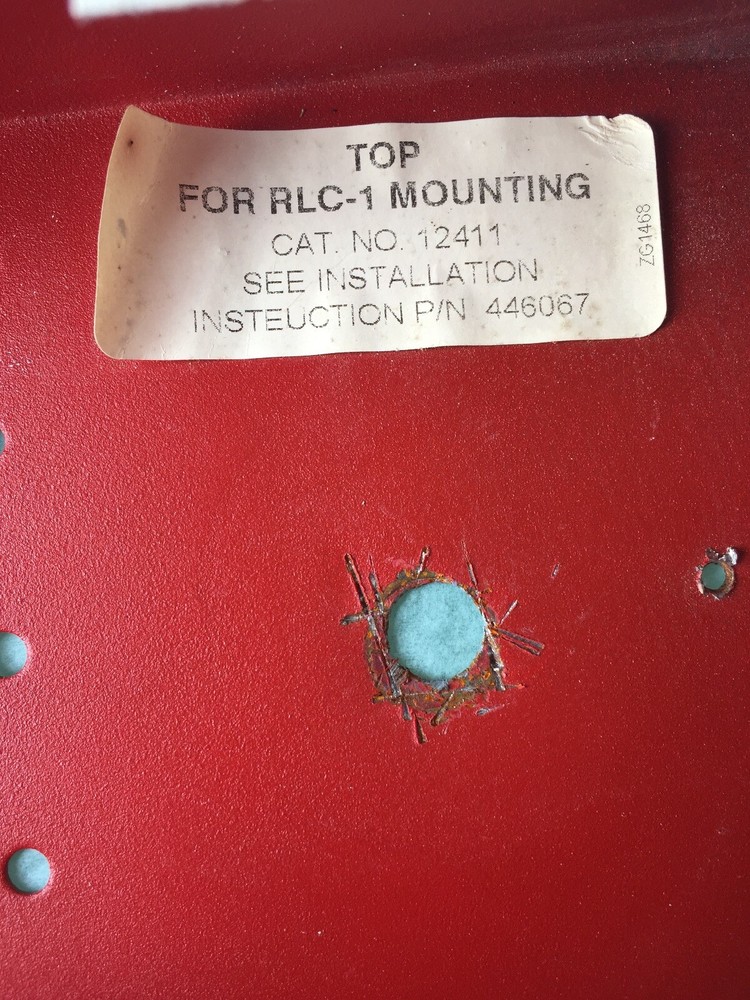 TOP
FOR RLC-1 MOUNTING
CAT. NO. 12411
SEE INSTALLATION
INSTEUCTION P/N 446067
ZG1468